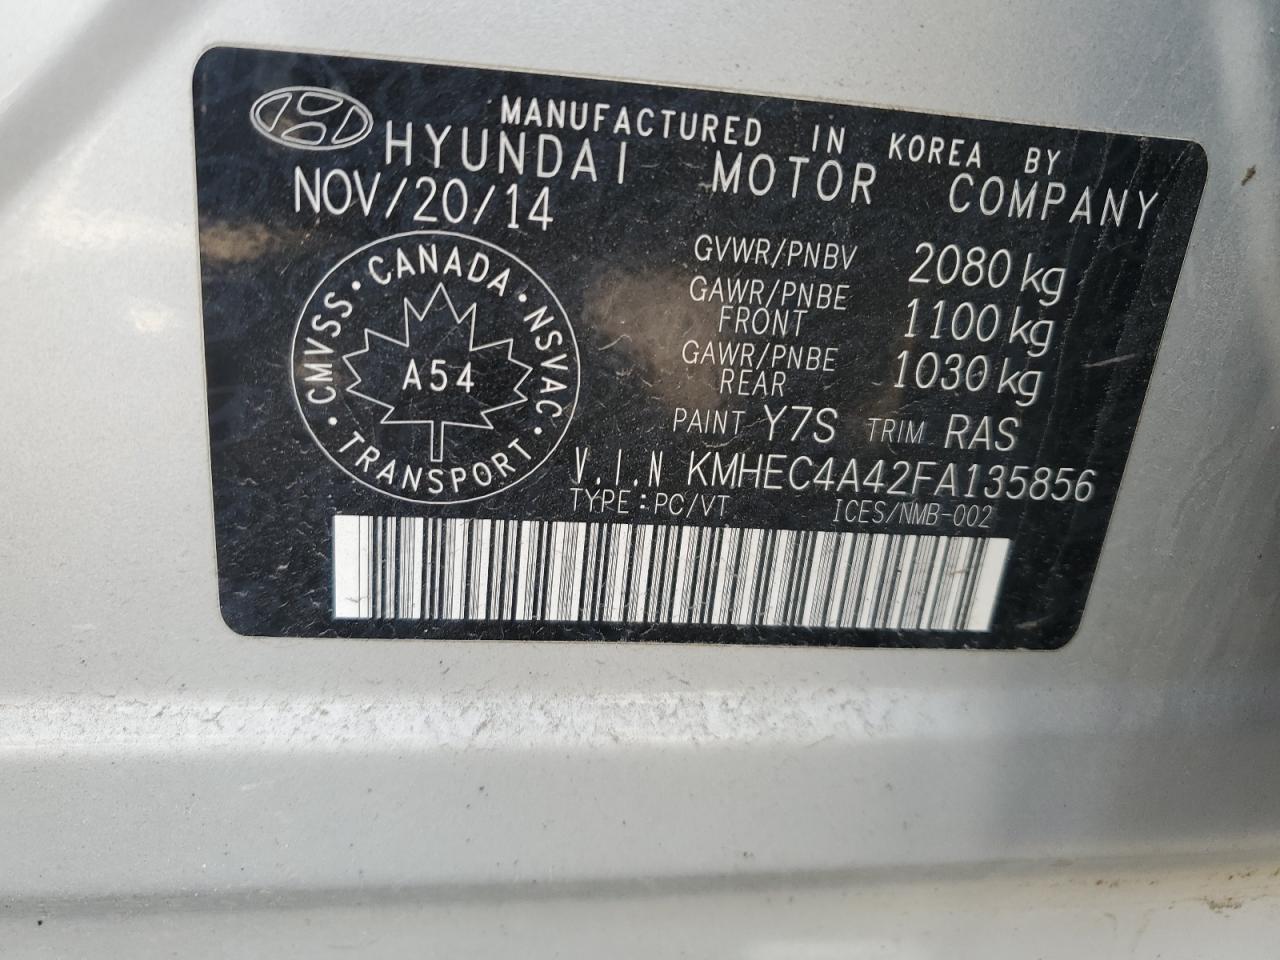 MANUFACTURED IN KOREA BY
HYUNDAI MOTOR COMPANY
NOV/20/14
GVWR/PNBV 2080 kg
GAWR/PNBE FRONT 1100 kg
GAWR/PNBE REAR 1030 kg
CANADA · NSVAC · TRANSPORT · CMVSS ·
A54
PAINT Y7S TRIM RAS
V.I.N KMHEC4A42FA135856
TYPE : PC/VT ICES/NMB-002